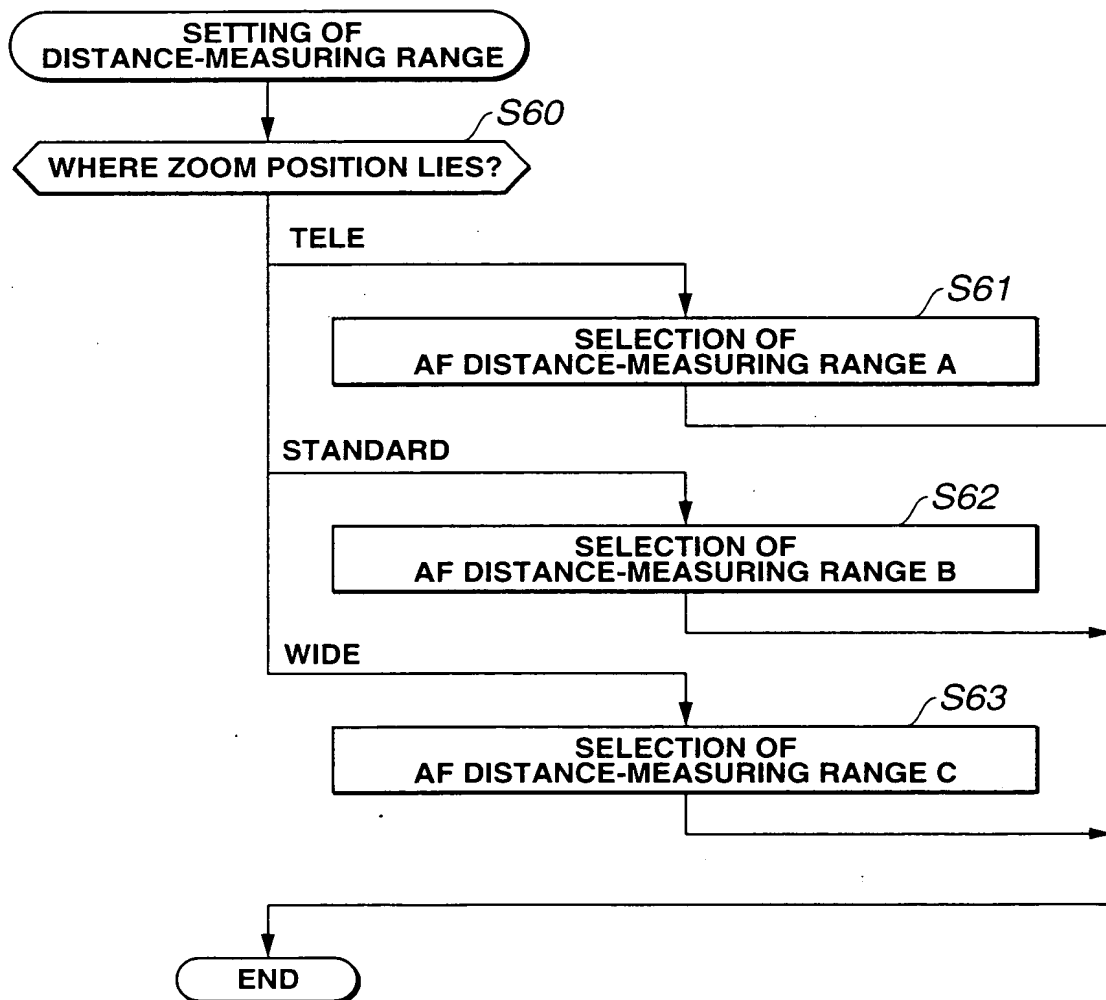 SETTING OF
DISTANCE-MEASURING RANGE
S60
WHERE ZOOM POSITION LIES?
TELE
S61
SELECTION OF
AF DISTANCE-MEASURING RANGE A
STANDARD
S62
SELECTION OF
AF DISTANCE-MEASURING RANGE B
WIDE
S63
SELECTION OF
AF DISTANCE-MEASURING RANGE C
END